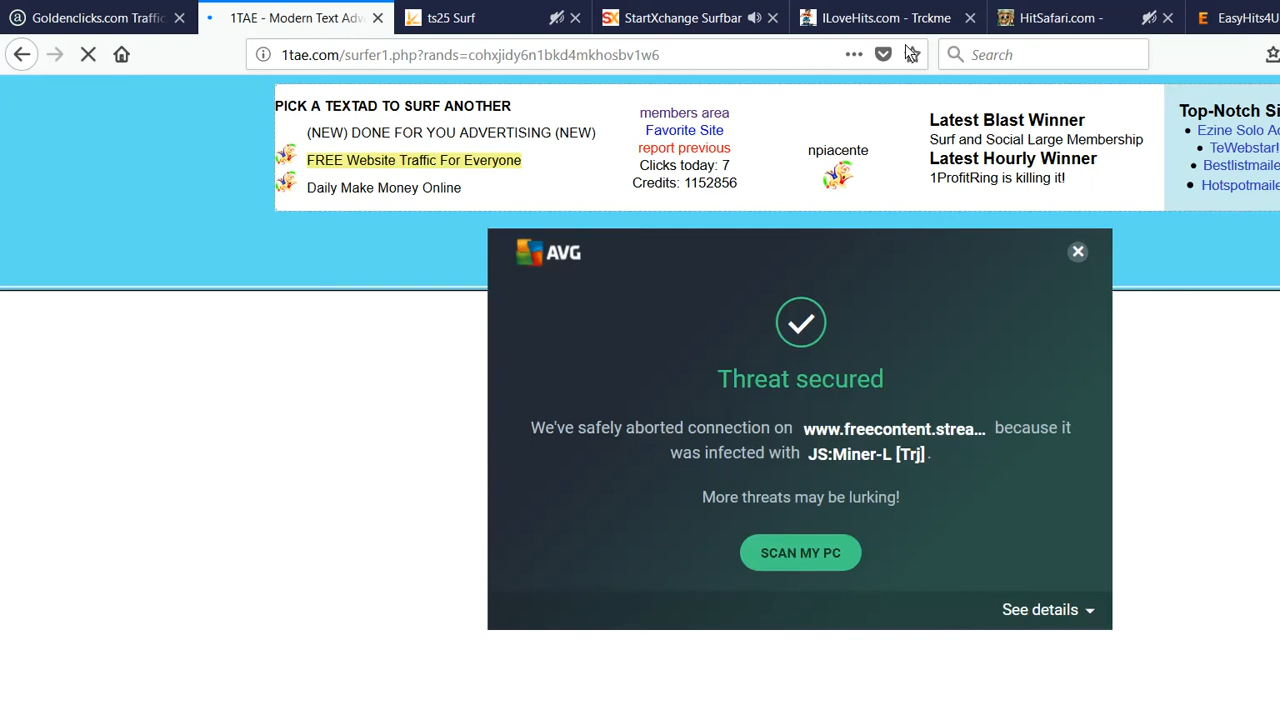 Goldenclicks.com Traffic
1TAE - Modern Text Adv
ts25 Surf
StartXchange Surfbar
ILoveHits.com - Trckme
HitSafari.com -
EasyHits4U
1tae.com/surfer1.php?rands=cohxjidy6n1bkd4mkhosbv1w6
Search
PICK A TEXTAD TO SURF ANOTHER
(NEW) DONE FOR YOU ADVERTISING (NEW)
FREE Website Traffic For Everyone
Daily Make Money Online
members area
Favorite Site
report previous
Clicks today: 7
Credits: 1152856
npiacente
Latest Blast Winner
Surf and Social Large Membership
Latest Hourly Winner
1ProfitRing is killing it!
Top-Notch Si
Ezine Solo Ad
TeWebstar!
Bestlistmaile
Hotspotmaile
AVG
Threat secured
We've safely aborted connection on www.freecontent.strea... because it
was infected with JS:Miner-L [Trj].
More threats may be lurking!
SCAN MY PC
See details